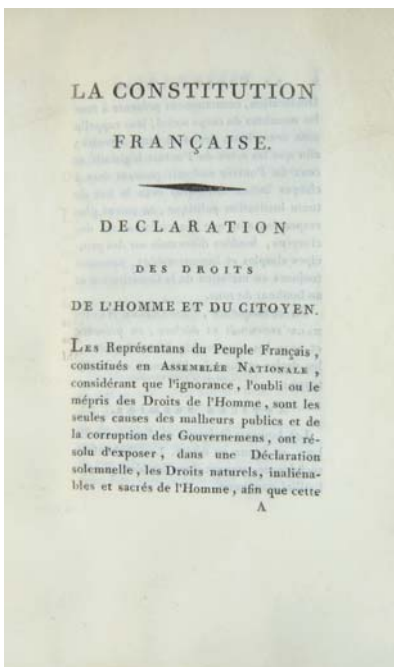 LA CONSTITUTION
FRANÇAISE.
DECLARATION
DES DROITS
DE L'HOMME ET DU CITOYEN.
LES Représentans du Peuple Français ,
constitués en ASSEMBLÉE NATIONALE ,
considérant que l'ignorance , l'oubli ou le
mépris des Droits de l'Homme , sont les
seules causes des malheurs publics et de
la corruption des Gouvernemens , ont ré-
solu d'exposer , dans une Déclaration
solemnelle , les Droits naturels , inaliéna-
bles et sacrés de l'Homme , afin que cette
A